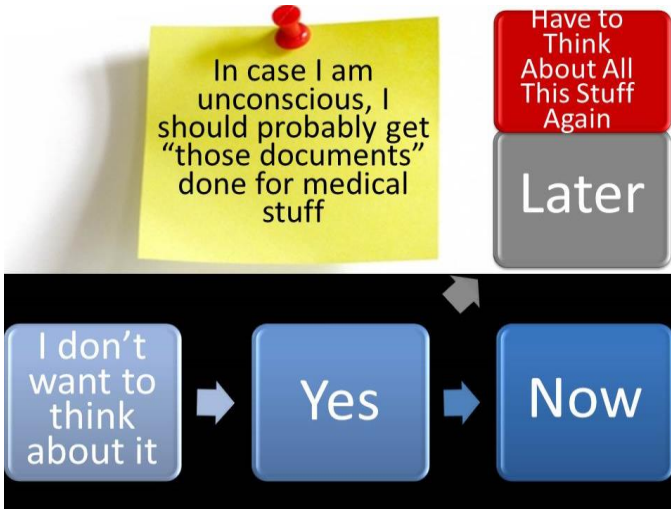 In case I am
unconscious, I
should probably get
“those documents”
done for medical
stuff
Have to
Think
About All
This Stuff
Again
Later
I don’t
want to
think
about it
Yes
Now